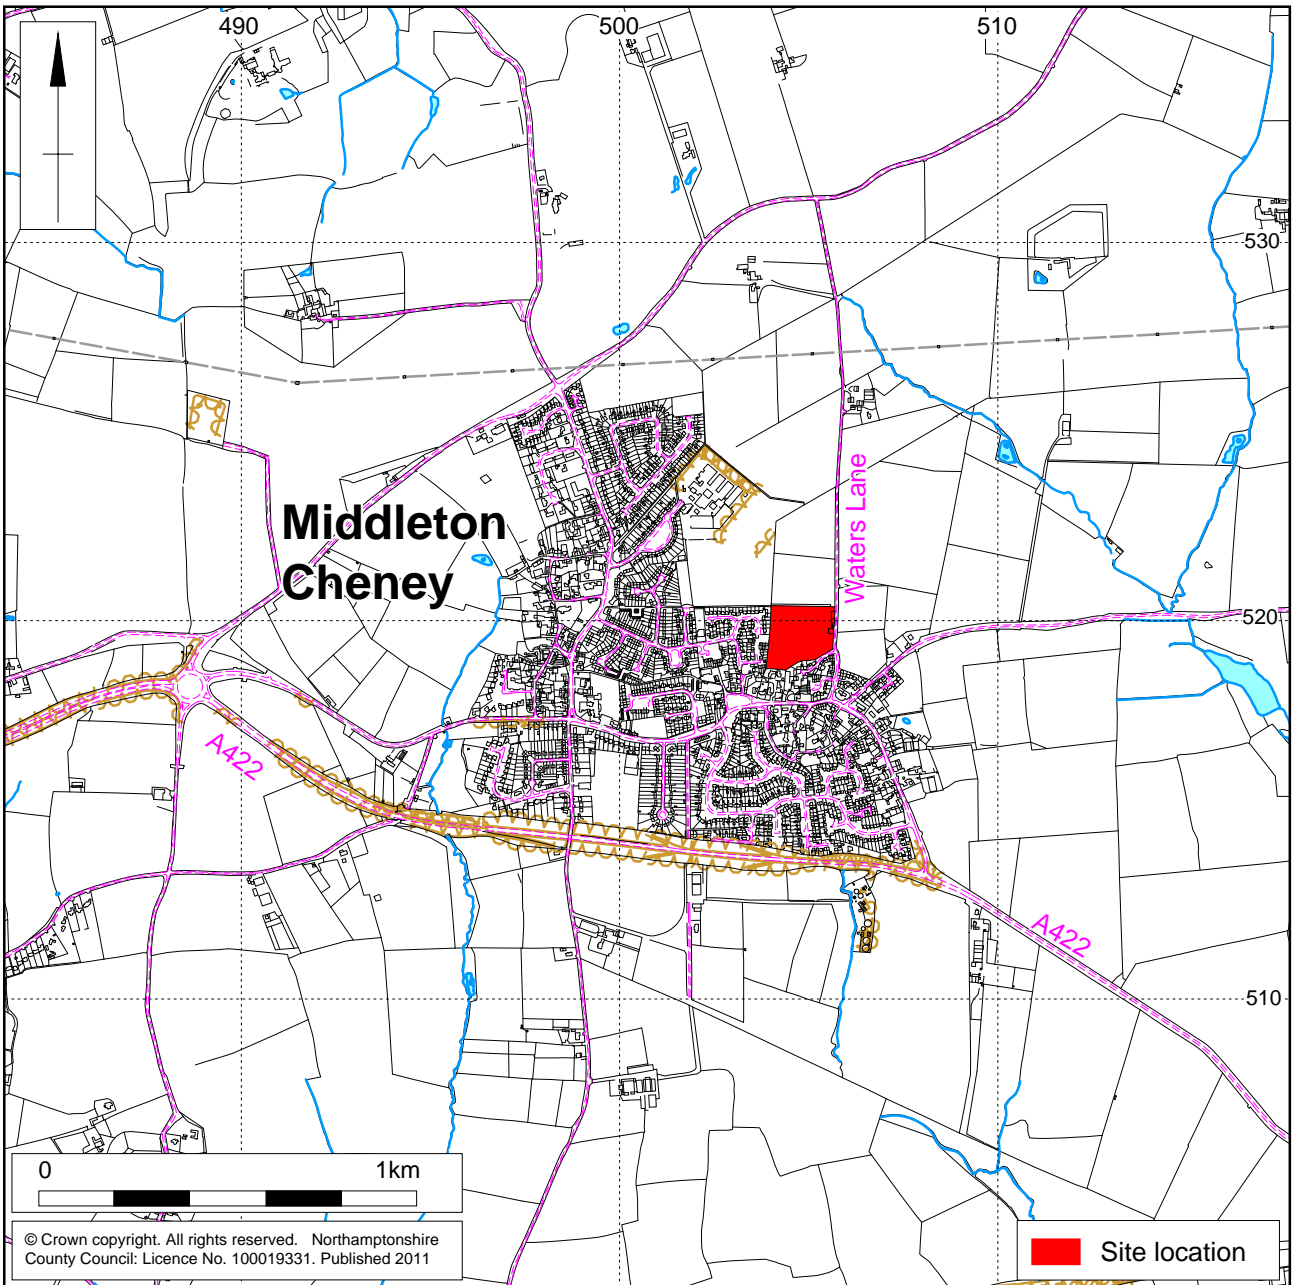 490
500
510
530
Middleton
Cheney
Waters Lane
520
A422
A422
510
0 1km
© Crown copyright. All rights reserved. Northamptonshire
County Council: Licence No. 100019331. Published 2011
Site location